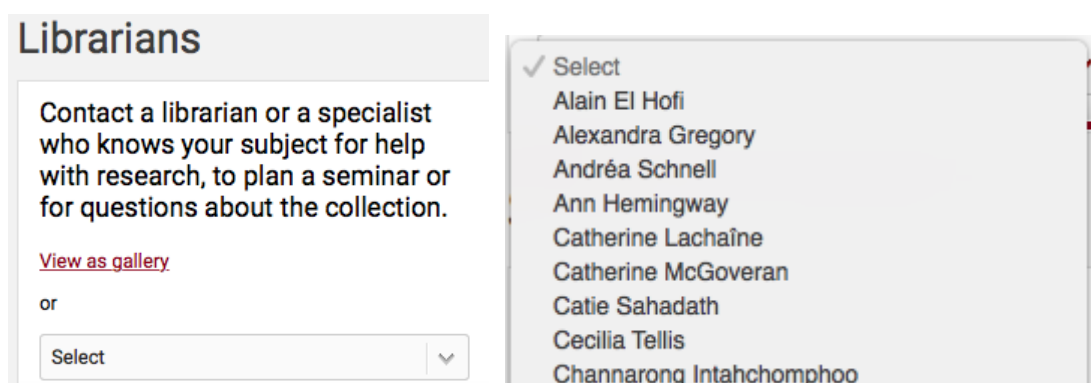 Librarians
Contact a librarian or a specialist
who knows your subject for help
with research, to plan a seminar or
for questions about the collection.
View as gallery
or
Select
Select
Alain El Hofi
Alexandra Gregory
Andréa Schnell
Ann Hemingway
Catherine Lachaîne
Catherine McGoveran
Catie Sahadath
Cecilia Tellis
Channarong Intahchomphoo